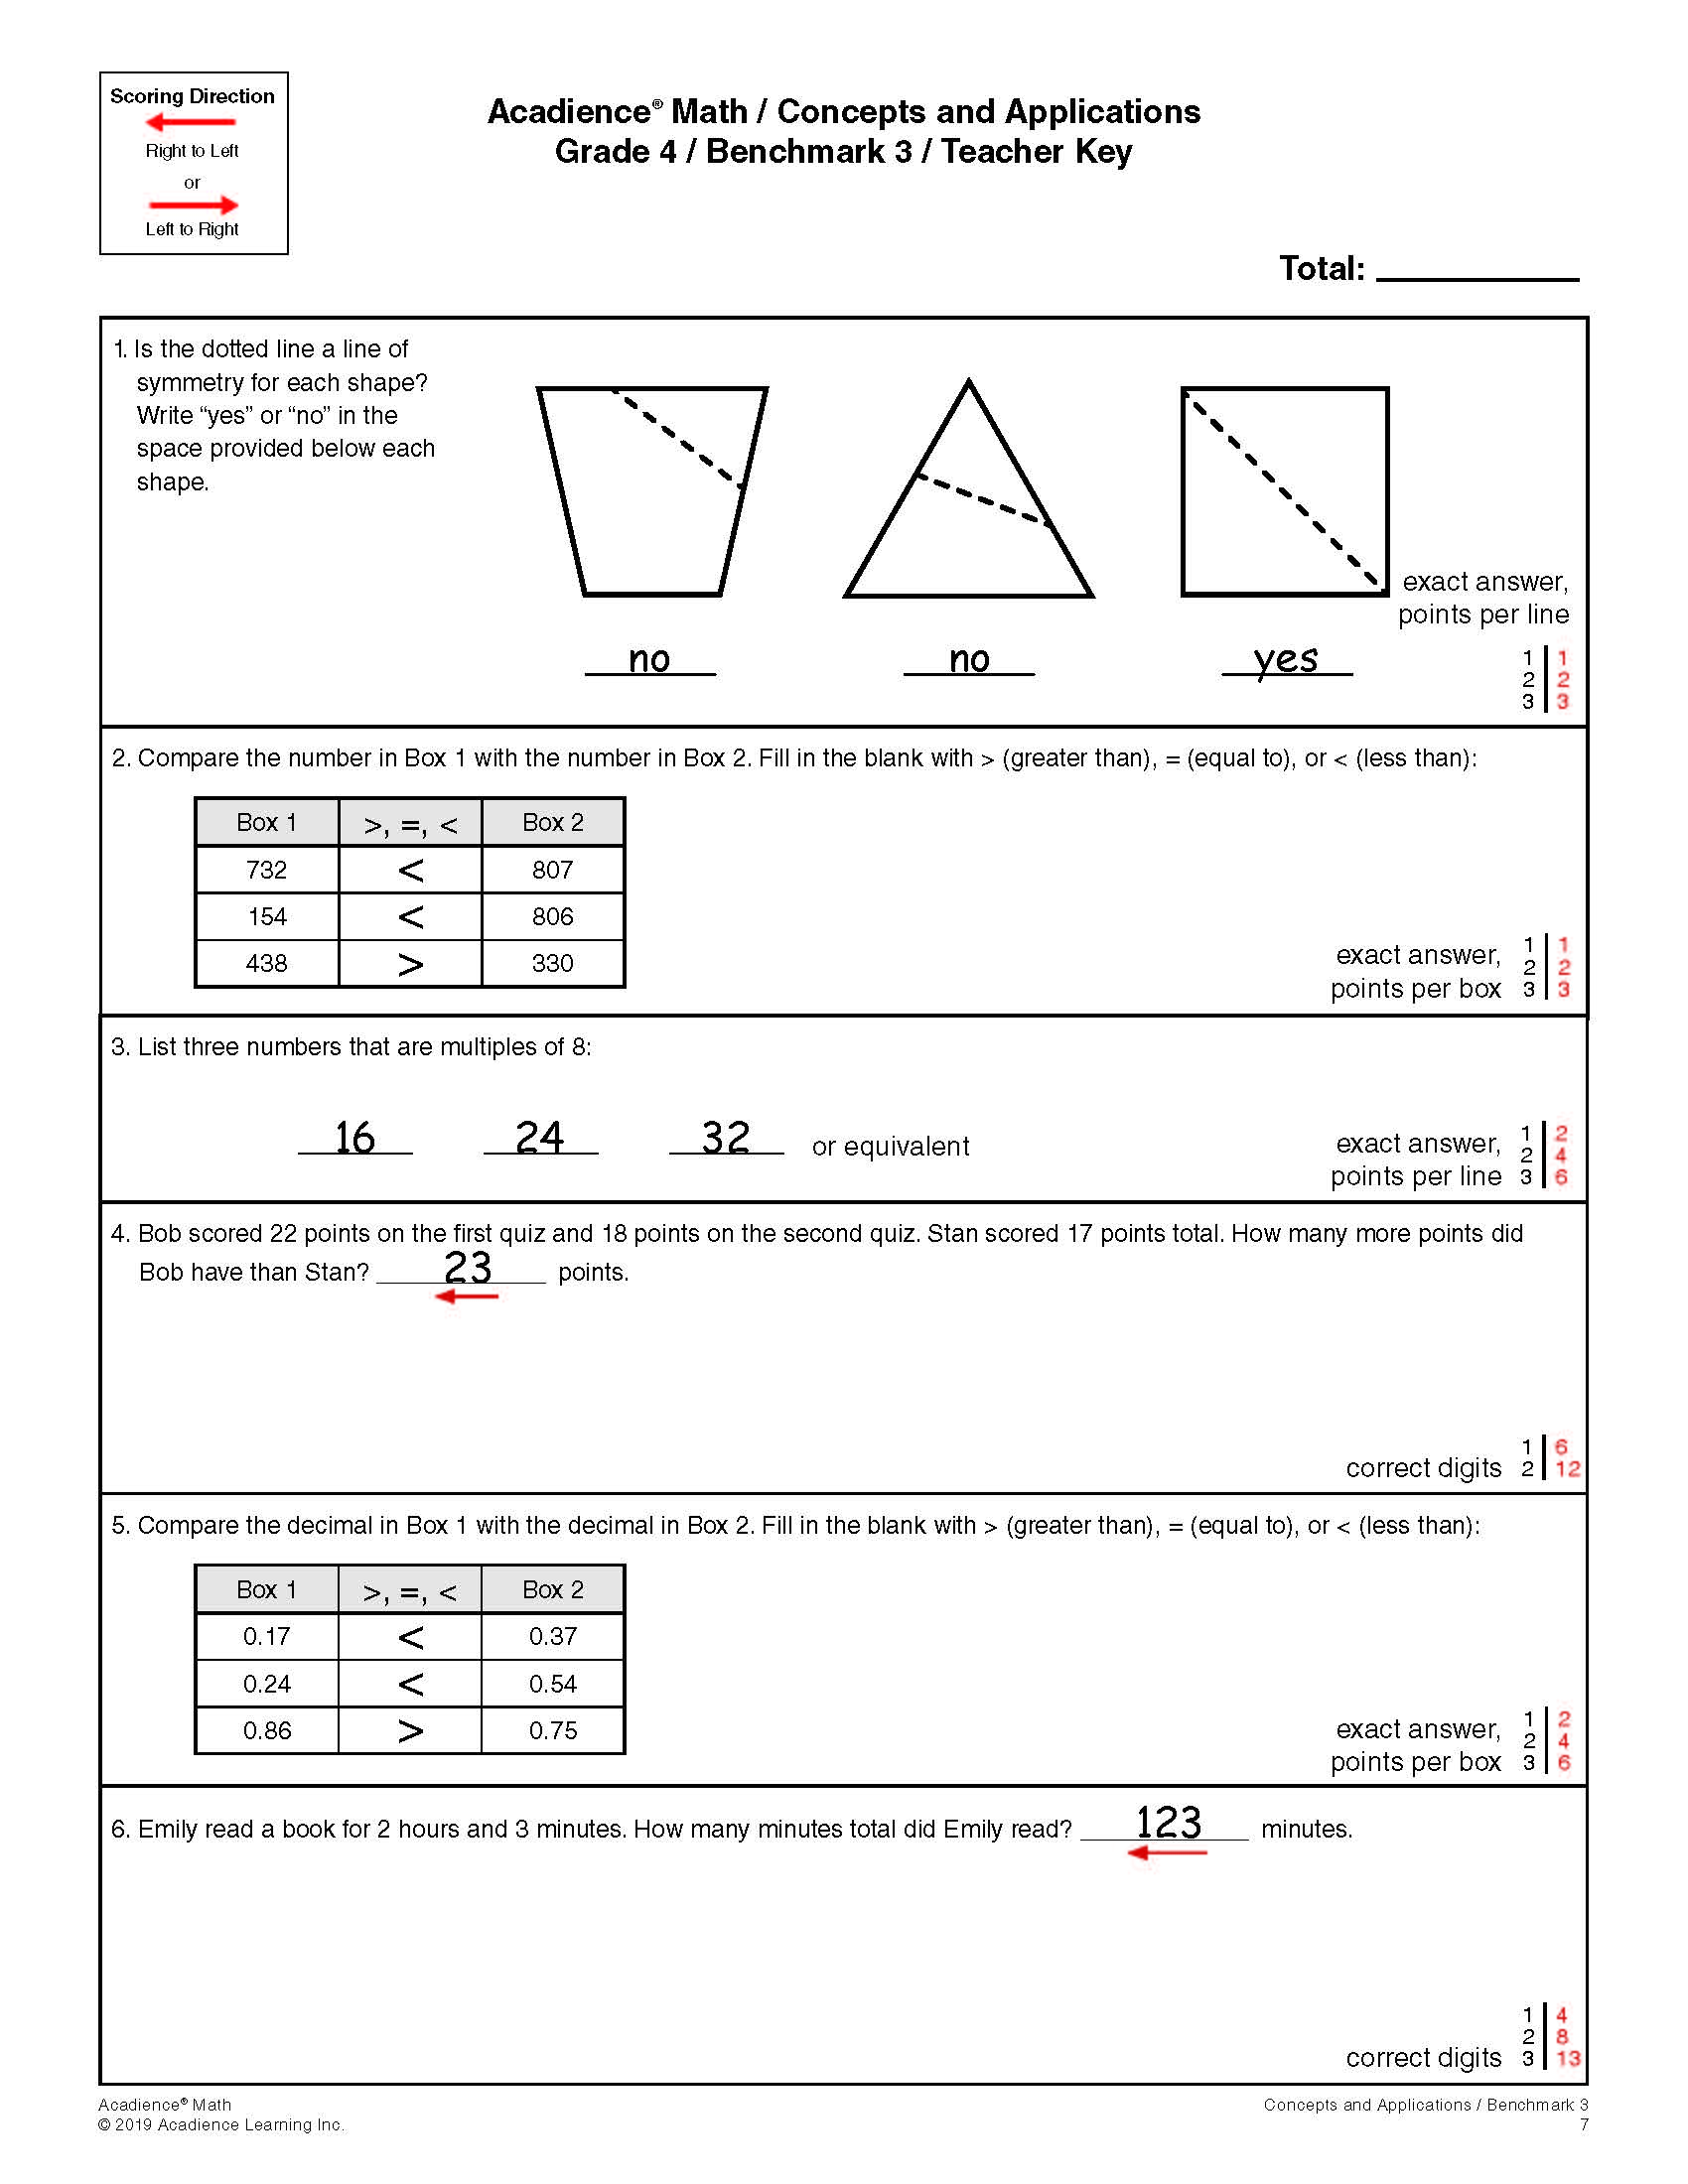 Scoring Direction
Right to Left
or
Left to Right
Acadience® Math / Concepts and Applications
Grade 4 / Benchmark 3 / Teacher Key
Total:
1. Is the dotted line a line of
symmetry for each shape?
Write “yes” or “no” in the
space provided below each
shape.
exact answer,
points per line
no no yes
1 1
2 2
3 3
2. Compare the number in Box 1 with the number in Box 2. Fill in the blank with > (greater than), = (equal to), or < (less than):
Box 1 >, =, < Box 2
732 < 807
154 < 806
438 > 330
exact answer,
points per box
1 1
2 2
3 3
3. List three numbers that are multiples of 8:
16 24 32 or equivalent
exact answer,
points per line
1 2
2 4
3 6
4. Bob scored 22 points on the first quiz and 18 points on the second quiz. Stan scored 17 points total. How many more points did
Bob have than Stan? 23 points.
correct digits
1 6
2 12
5. Compare the decimal in Box 1 with the decimal in Box 2. Fill in the blank with > (greater than), = (equal to), or < (less than):
Box 1 >, =, < Box 2
0.17 < 0.37
0.24 < 0.54
0.86 > 0.75
exact answer,
points per box
1 2
2 4
3 6
6. Emily read a book for 2 hours and 3 minutes. How many minutes total did Emily read? 123 minutes.
correct digits
1 4
2 8
3 13
Acadience® Math
© 2019 Acadience Learning Inc.
Concepts and Applications / Benchmark 3
7